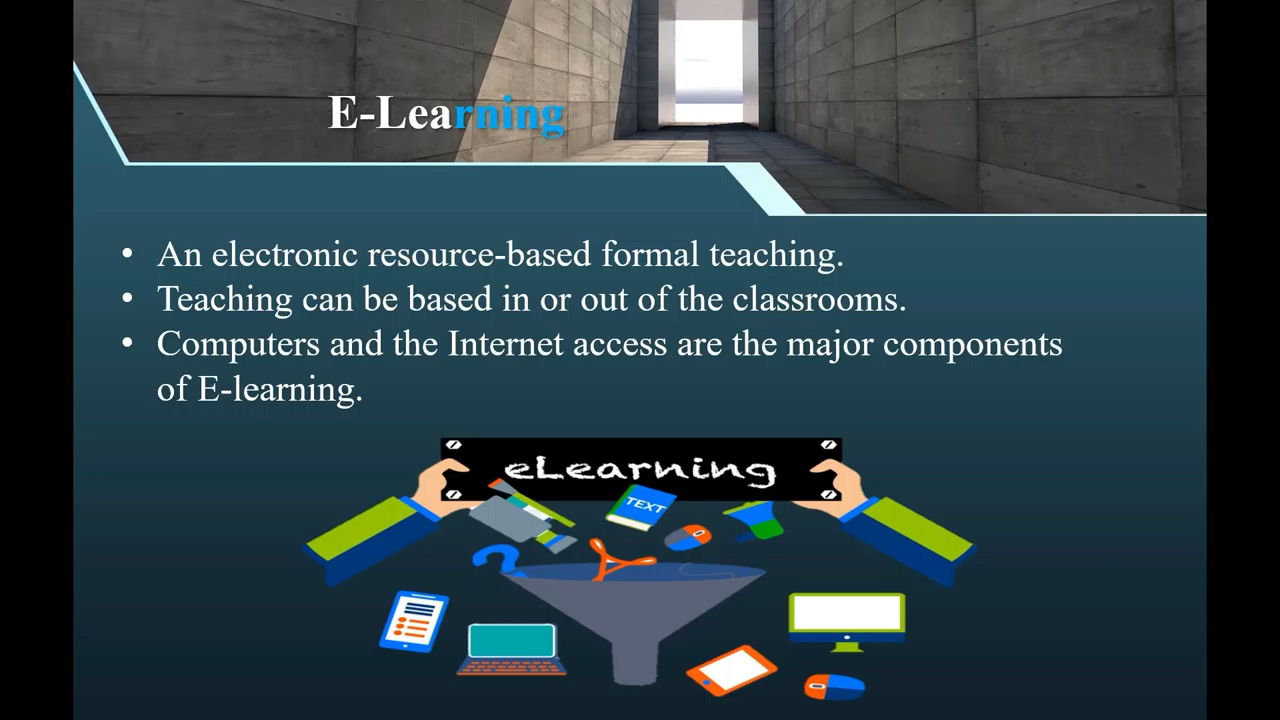 E-Learning
• An electronic resource-based formal teaching.
• Teaching can be based in or out of the classrooms.
• Computers and the Internet access are the major components
of E-learning.
eLearning
TEXT